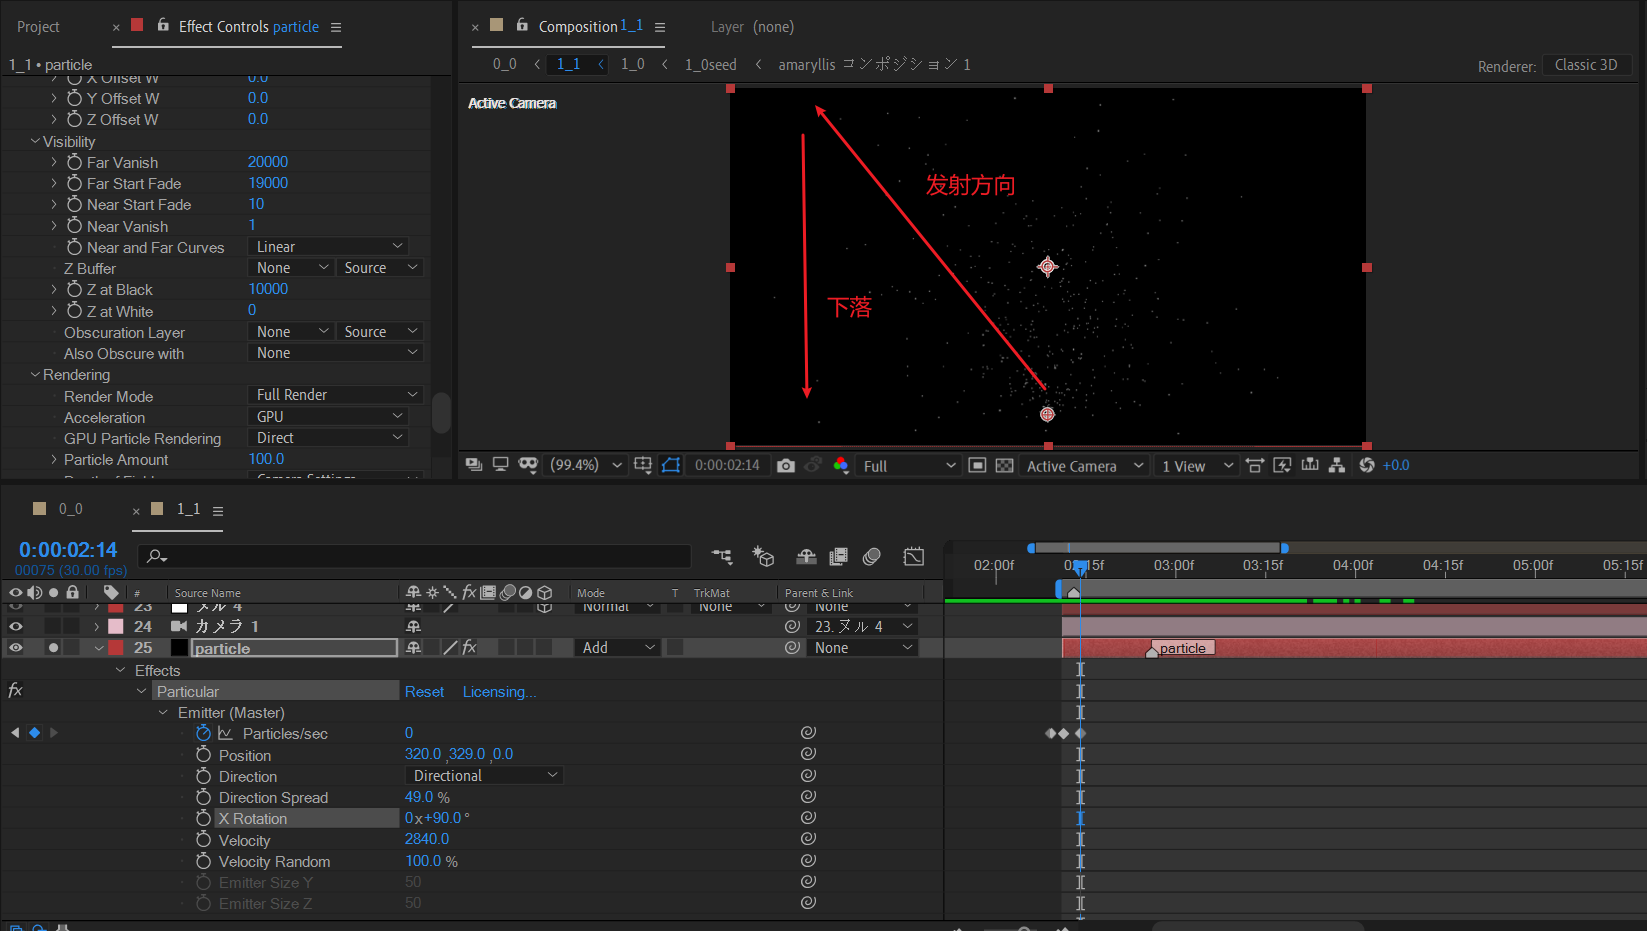 Project
× Effect Controls particle
1_1 • particle
X Offset W 0.0
Y Offset W 0.0
Z Offset W 0.0
Visibility
Far Vanish 20000
Far Start Fade 19000
Near Start Fade 10
Near Vanish 1
Near and Far Curves Linear
Z Buffer None Source
Z at Black 10000
Z at White 0
Obscuration Layer None Source
Also Obscure with None
Rendering
Render Mode Full Render
Acceleration GPU
GPU Particle Rendering Direct
Particle Amount 100.0
× Composition 1_1
Layer (none)
0_0 1_1 1_0 1_0seed amaryllis コンポジション 1
Renderer: Classic 3D
Active Camera
发射方向
下落
(99.4%) 0:00:02:14 Full Active Camera 1 View +0.0
0_0 × 1_1
0:00:02:14
00075 (30.00 fps)
02:00f 02:15f 03:00f 03:15f 04:00f 04:15f 05:00f 05:15f
# Source Name fx Mode T TrkMat Parent & Link
23 ヌル 4 Normal None None
24 カメラ 1 23. ヌル 4
25 particle fx Add None
particle
Effects
fx Particular Reset Licensing...
Emitter (Master)
Particles/sec 0
Position 320.0 ,329.0 ,0.0
Direction Directional
Direction Spread 49.0 %
X Rotation 0x+90.0 °
Velocity 2840.0
Velocity Random 100.0 %
Emitter Size Y 50
Emitter Size Z 50